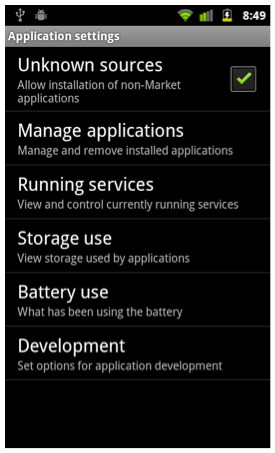 8:49
Application settings
Unknown sources
Allow installation of non-Market
applications
Manage applications
Manage and remove installed applications
Running services
View and control currently running services
Storage use
View storage used by applications
Battery use
What has been using the battery
Development
Set options for application development